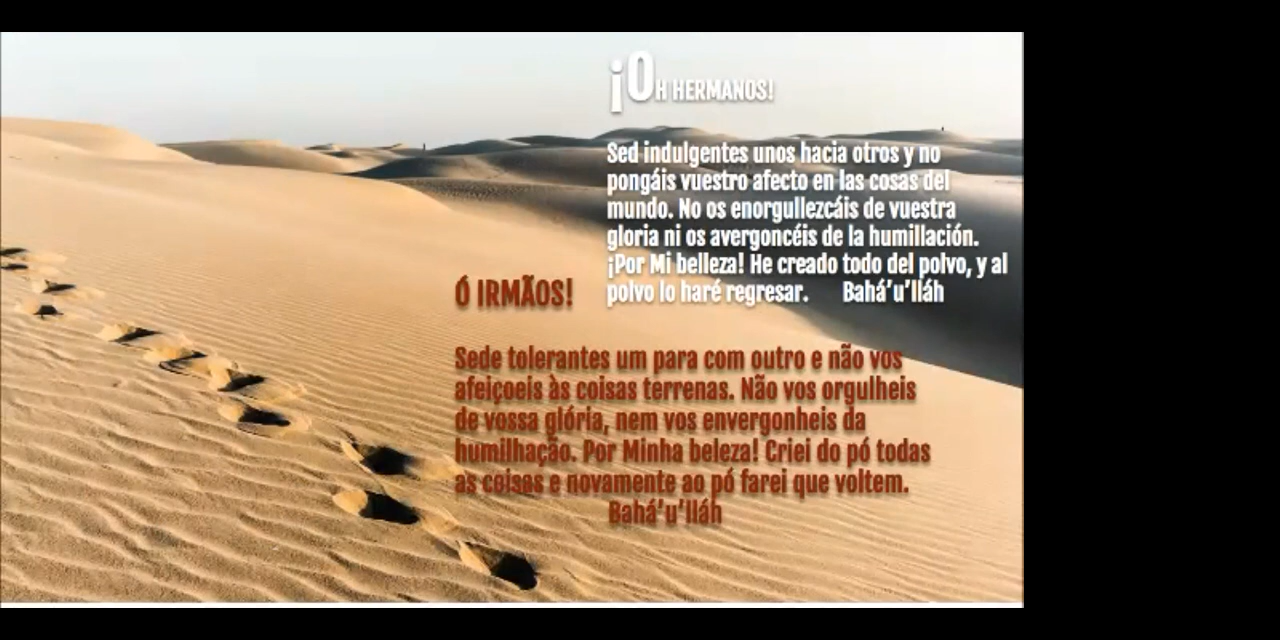 ¡OH HERMANOS!
Sed indulgentes unos hacia otros y no
pongáis vuestro afecto en las cosas del
mundo. No os enorgullezcáis de vuestra
gloria ni os avergoncéis de la humillación.
¡Por Mi belleza! He creado todo del polvo, y al
polvo lo haré regresar. Bahá’u’lláh
Ó IRMÃOS!
Sede tolerantes um para com outro e não vos
afeiçoeis às coisas terrenas. Não vos orgulheis
de vossa glória, nem vos envergonheis da
humilhação. Por Minha beleza! Criei do pó todas
as coisas e novamente ao pó farei que voltem.
Bahá’u’lláh